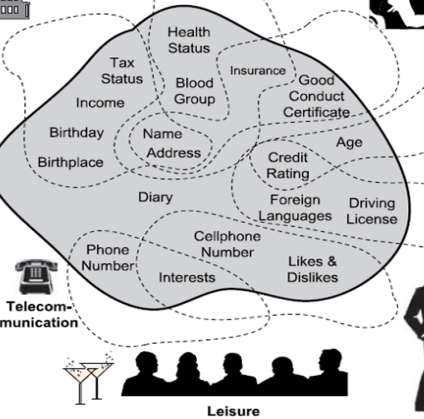 Health
Status
Tax
Status
Insurance
Blood
Group
Good
Conduct
Certificate
Income
Birthday
Name
Address
Age
Birthplace
Credit
Rating
Diary
Foreign
Languages
Driving
License
Cellphone
Number
Phone
Number
Interests
Likes &
Dislikes
Telecom-
munication
Leisure